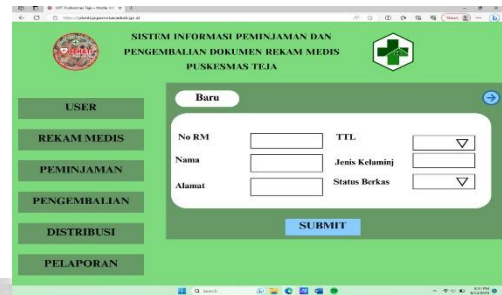 SISTEM INFORMASI PEMINJAMAN DAN
PENGEMBALIAN DOKUMEN REKAM MEDIS
PUSKESMAS TEJA
USER
REKAM MEDIS
PEMINJAMAN
PENGEMBALIAN
DISTRIBUSI
PELAPORAN
Baru
No RM
Nama
Alamat
TTL
Jenis Kelaminj
Status Berkas
SUBMIT
Search